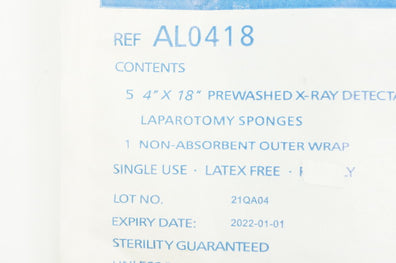 REF AL0418
CONTENTS
5 4" X 18" PREWASHED X-RAY
LAPAROTOMY SPONGES
1 NON-ABSORBENT OUTER WRAP
SINGLE USE · LATEX FREE ·
LOT NO. 21QA04
EXPIRY DATE: 2022-01-01
STERILITY GUARANTEED